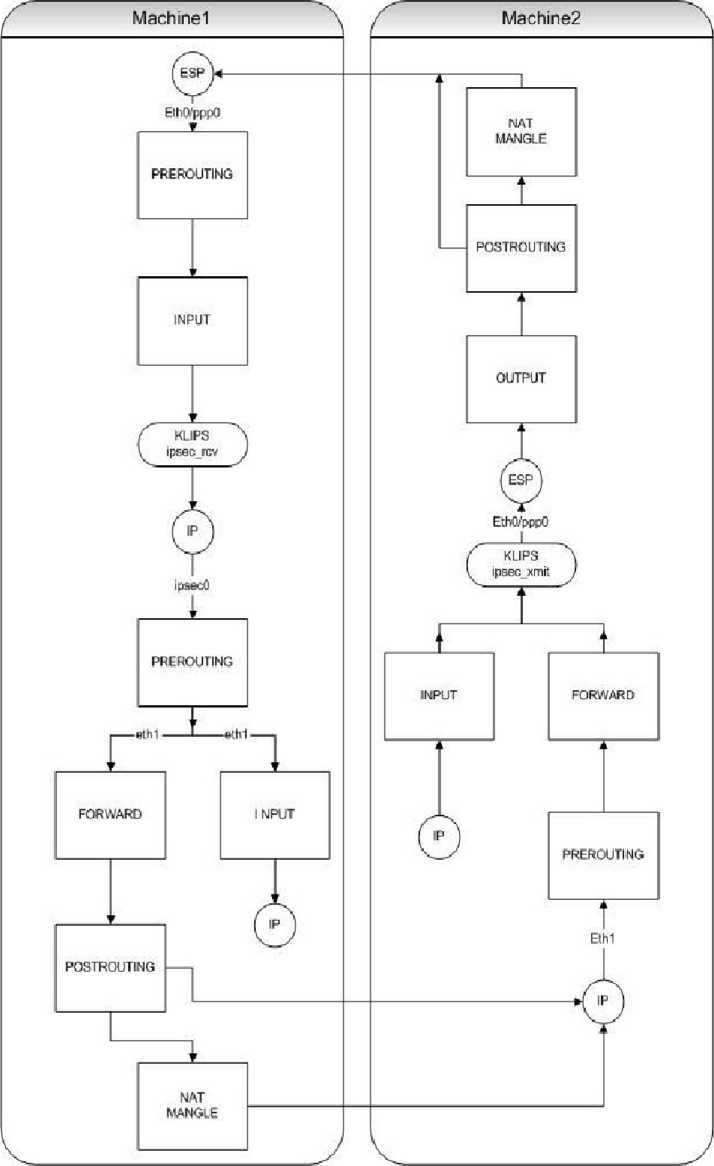 Machine1
ESP
Eth0/ppp0
PREROUTING
INPUT
KLIPS
ipsec_rcv
IP
ipsec0
PREROUTING
eth1
eth1
FORWARD
INPUT
IP
POSTROUTING
NAT
MANGLE
Machine2
NAT
MANGLE
POSTROUTING
OUTPUT
ESP
Eth0/ppp0
KLIPS
ipsec_xmit
INPUT
FORWARD
IP
PREROUTING
Eth1
IP